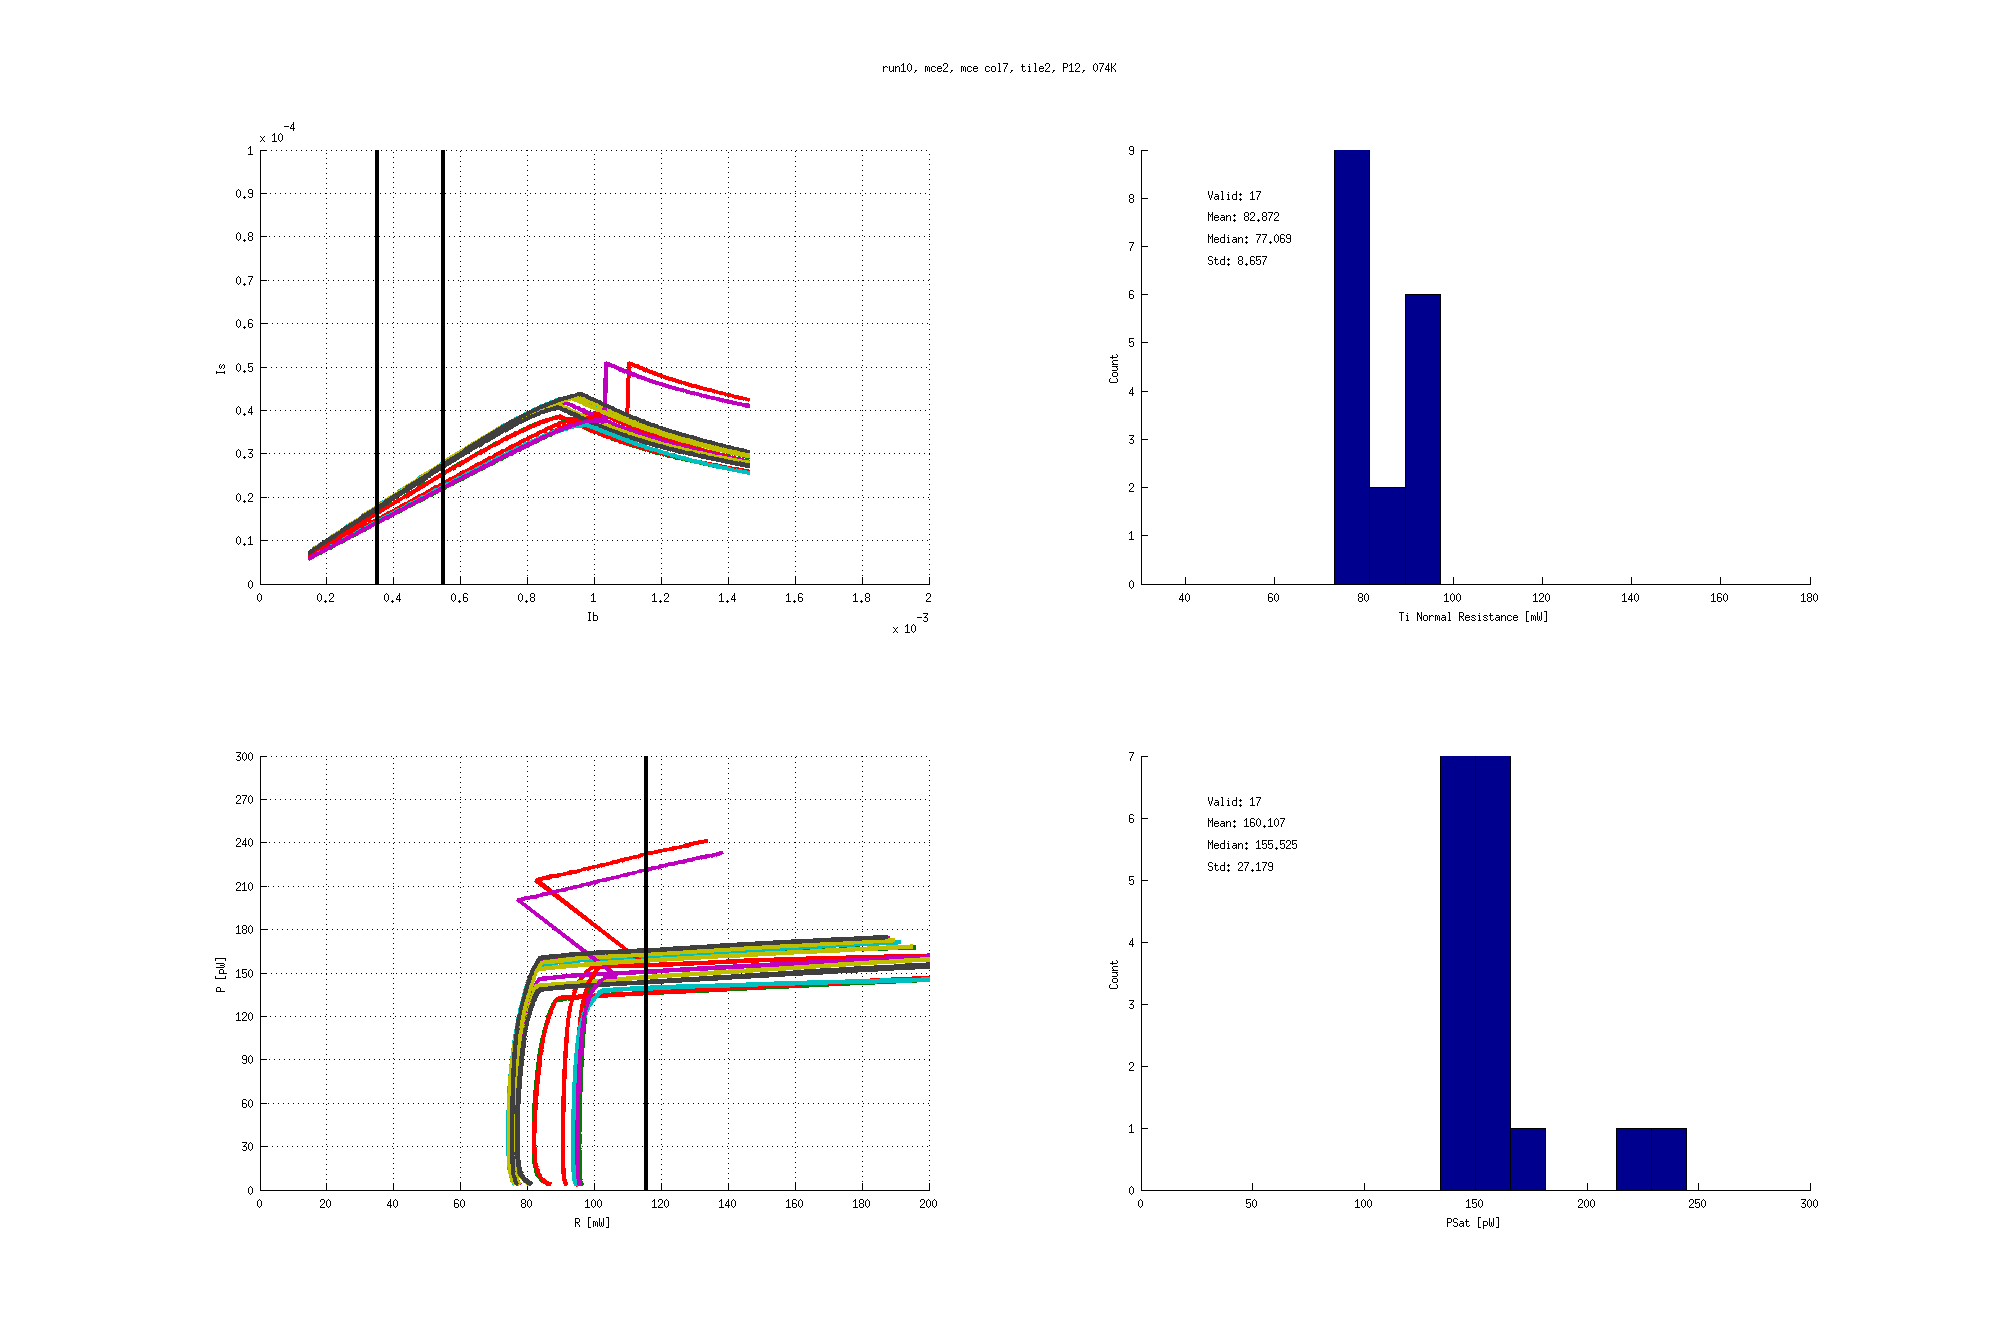 run10, mce2, mce col7, tile2, P12, 074K
x 10^-4
1
0.9
0.8
0.7
0.6
0.5
0.4
0.3
0.2
0.1
0
Is
0 0.2 0.4 0.6 0.8 1 1.2 1.4 1.6 1.8 2
Ib
x 10^-3
9
8
7
6
5
4
3
2
1
0
Count
Valid: 17
Mean: 82.872
Median: 77.069
Std: 8.657
40 60 80 100 120 140 160 180
Ti Normal Resistance [mW]
300
270
240
210
180
150
120
90
60
30
0
P [pW]
0 20 40 60 80 100 120 140 160 180 200
R [mW]
7
6
5
4
3
2
1
0
Count
Valid: 17
Mean: 160.107
Median: 155.525
Std: 27.179
0 50 100 150 200 250 300
PSat [pW]